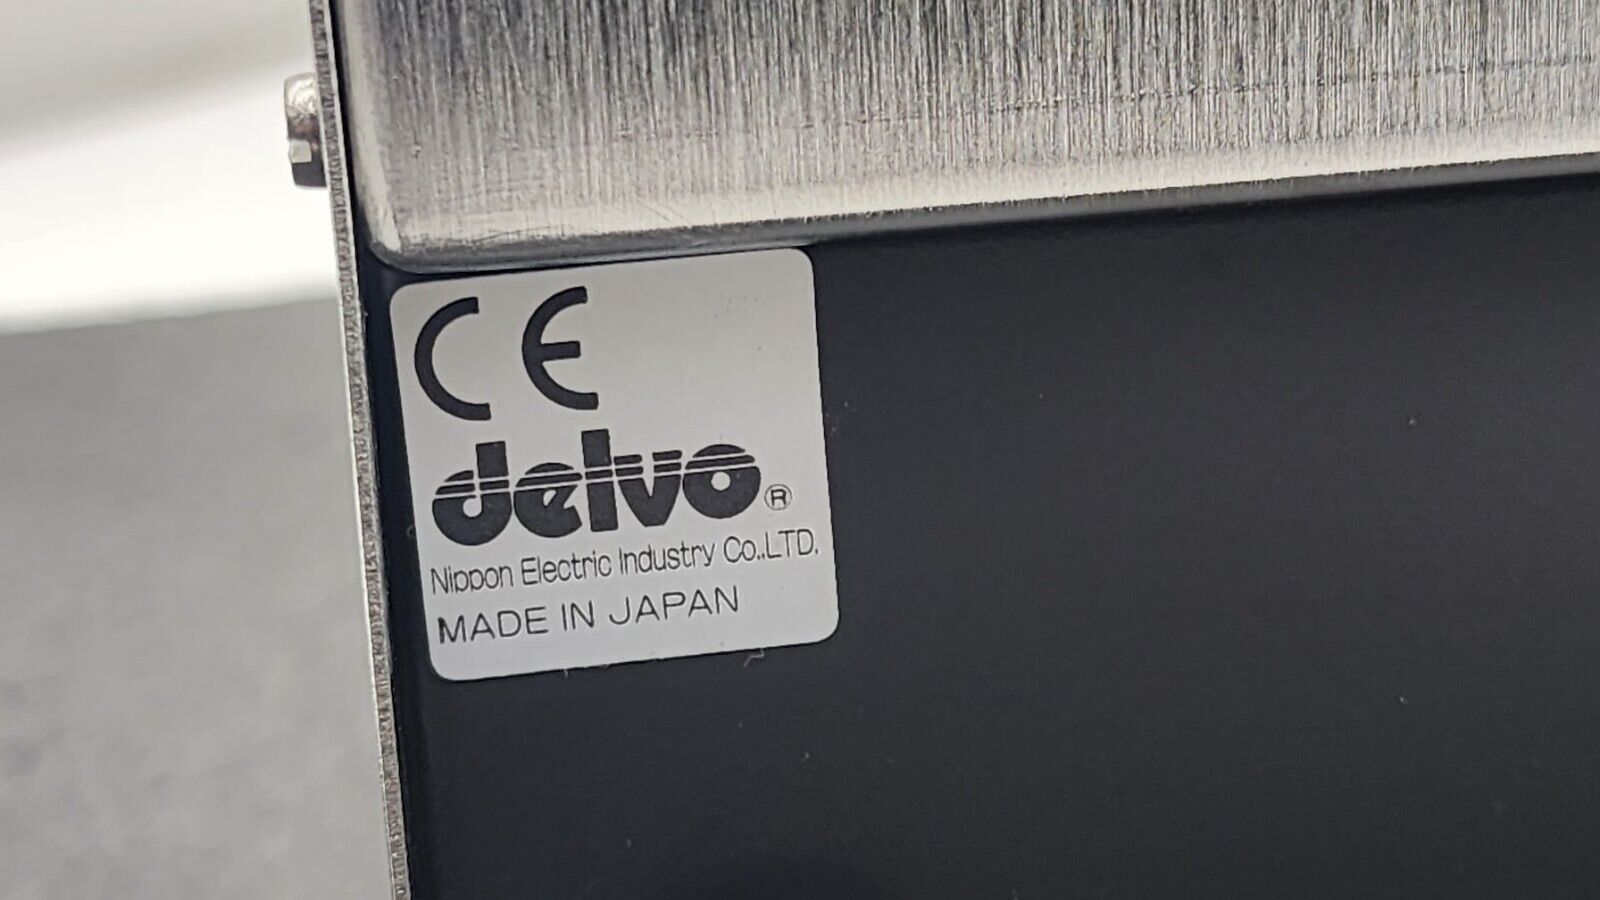 CE
delvo®
Nippon Electric Industry Co.,LTD.
MADE IN JAPAN